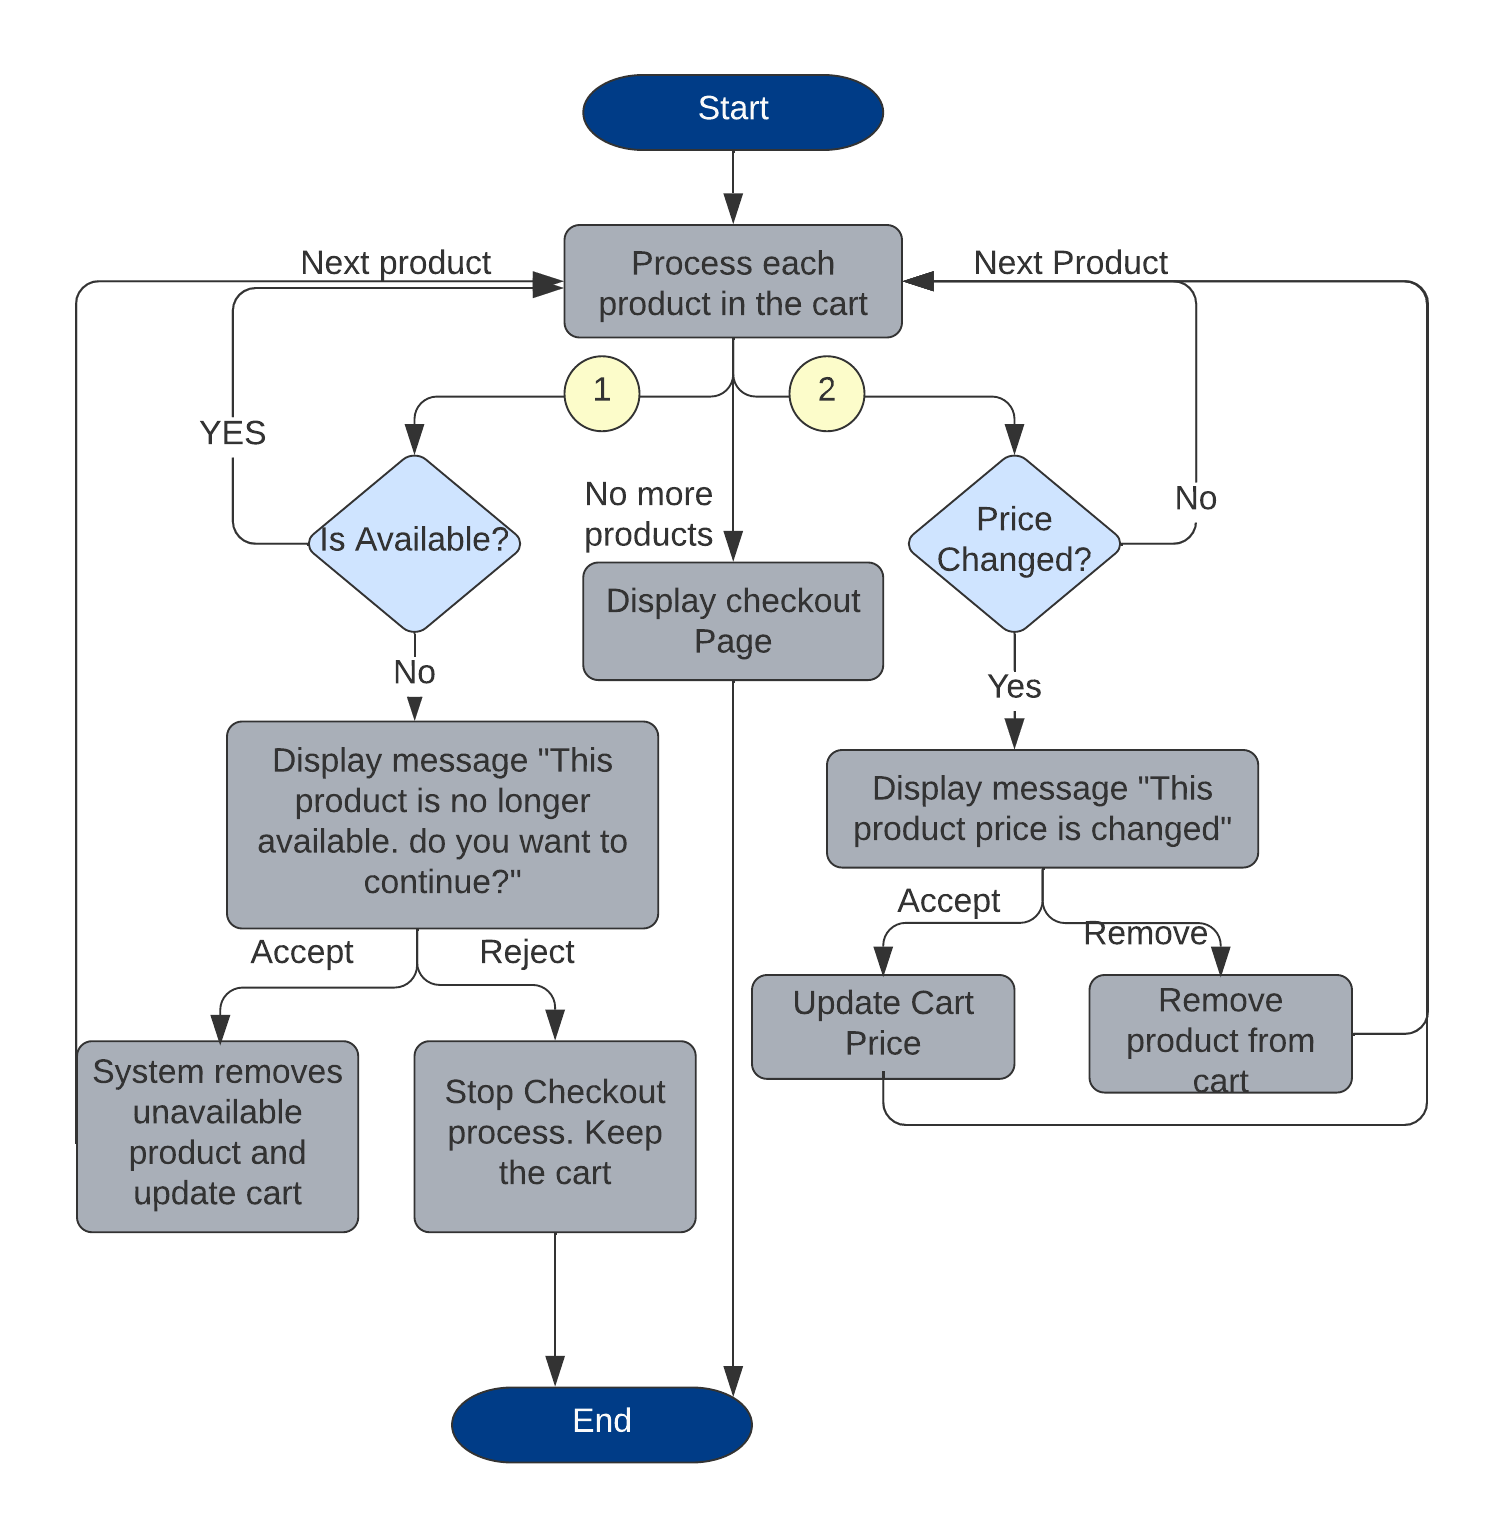 Start
Next product
Process each
product in the cart
Next Product
1
2
YES
No more
products
No
Is Available?
Price
Changed?
Display checkout
Page
No
Yes
Display message "This
product is no longer
available. do you want to
continue?"
Display message "This
product price is changed"
Accept
Reject
Accept
Remove
System removes
unavailable
product and
update cart
Stop Checkout
process. Keep
the cart
Update Cart
Price
Remove
product from
cart
End